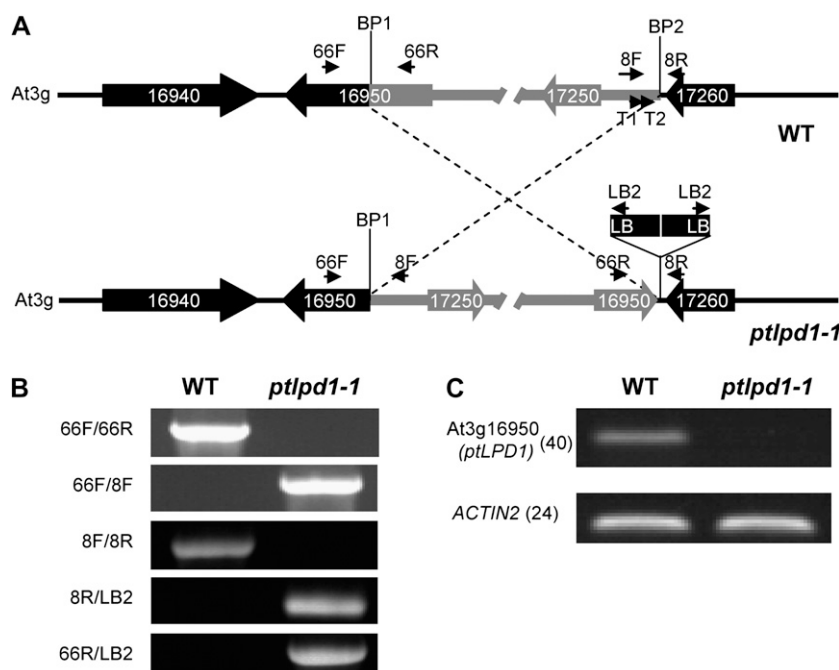 A
BP1
BP2
66F
66R
8F
8R
At3g
16940
16950
17250
17260
T1 T2
WT
LB2
LB2
LB
LB
BP1
66F
8F
66R
8R
At3g
16940
16950
17250
16950
17260
ptlpd1-1
B
WT
ptlpd1-1
66F/66R
66F/8F
8F/8R
8R/LB2
66R/LB2
C
WT
ptlpd1-1
At3g16950
(ptLPD1) (40)
ACTIN2 (24)